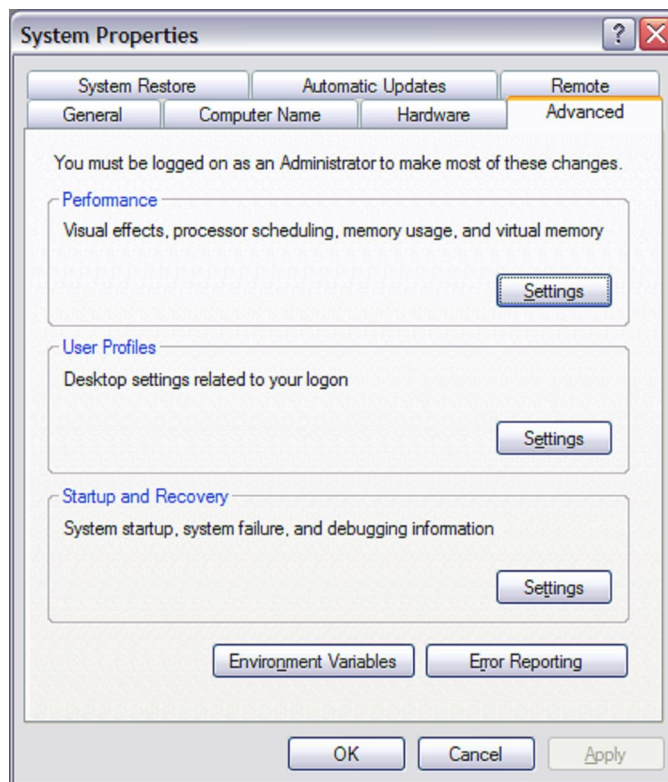 System Properties
?
System Restore Automatic Updates Remote
General Computer Name Hardware Advanced
You must be logged on as an Administrator to make most of these changes.
Performance
Visual effects, processor scheduling, memory usage, and virtual memory
Settings
User Profiles
Desktop settings related to your logon
Settings
Startup and Recovery
System startup, system failure, and debugging information
Settings
Environment Variables Error Reporting
OK Cancel Apply